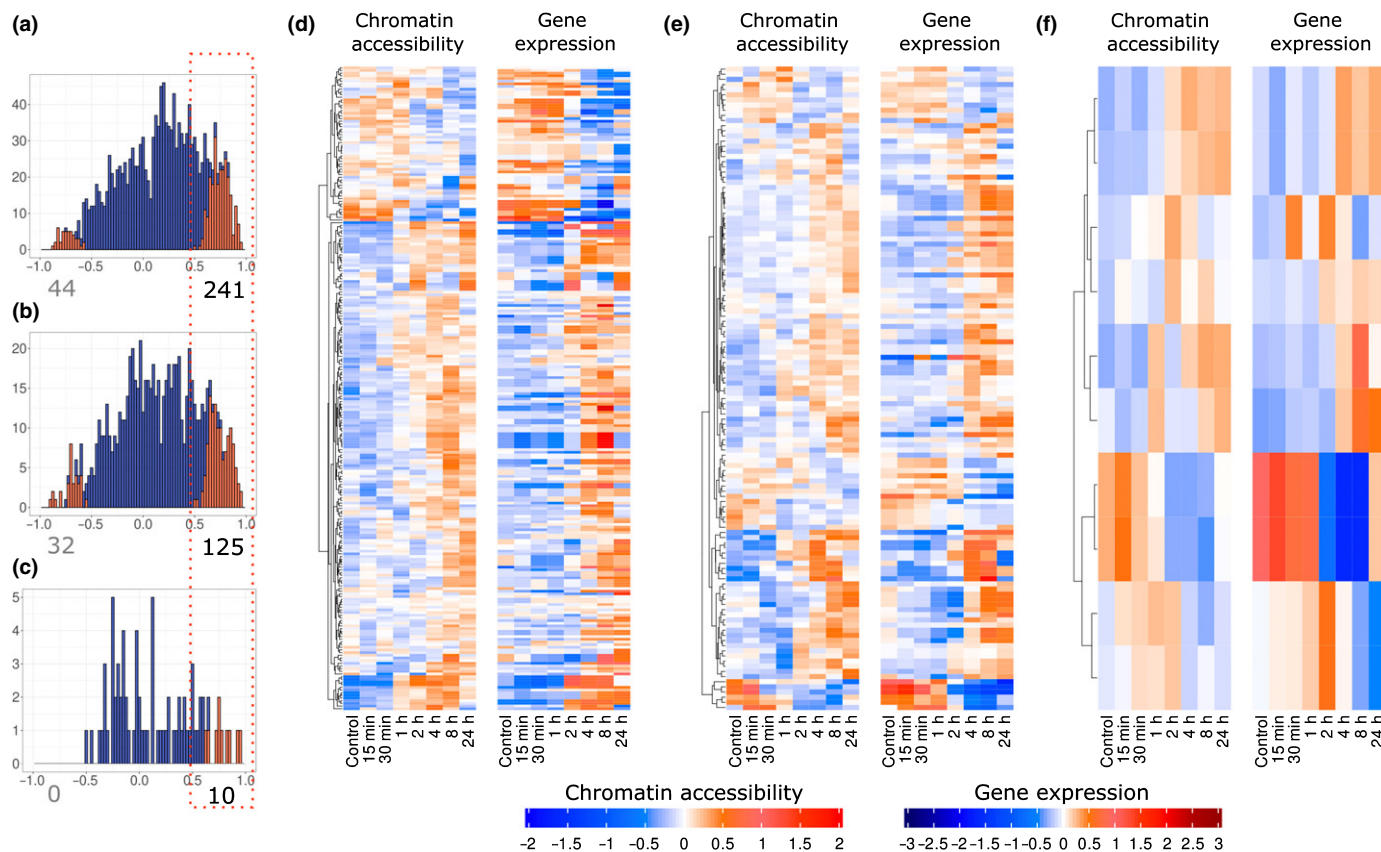 (a)
40
30
20
10
0
−1.0 −0.5 0.0 0.5 1.0
44 241
(b)
20
15
10
5
0
−1.0 −0.5 0.0 0.5 1.0
32 125
(c)
5
4
3
2
1
0
−1.0 −0.5 0.0 0.5 1.0
0 10
(d)
Chromatin accessibility
Gene expression
Control 15 min 30 min 1 h 2 h 4 h 8 h 24 h
Control 15 min 30 min 1 h 2 h 4 h 8 h 24 h
(e)
Chromatin accessibility
Gene expression
Control 15 min 30 min 1 h 2 h 4 h 8 h 24 h
Control 15 min 30 min 1 h 2 h 4 h 8 h 24 h
(f)
Chromatin accessibility
Gene expression
Control 15 min 30 min 1 h 2 h 4 h 8 h 24 h
Control 15 min 30 min 1 h 2 h 4 h 8 h 24 h
Chromatin accessibility
−2 −1.5 −1 −0.5 0 0.5 1 1.5 2
Gene expression
−3 −2.5 −2 −1.5 −1 −0.5 0 0.5 1 1.5 2 2.5 3